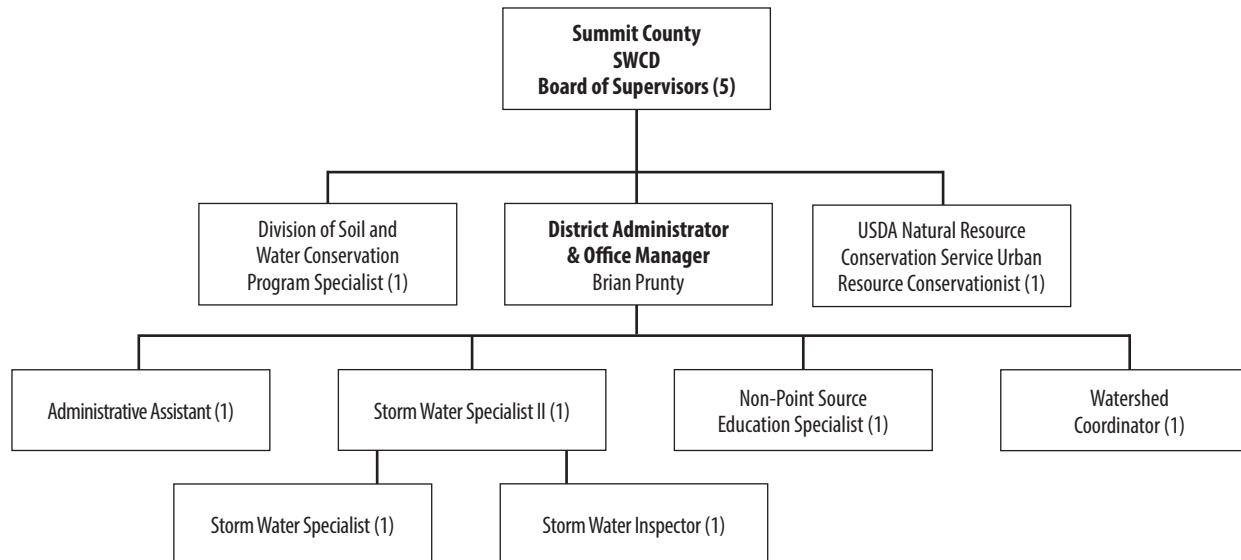 Summit County
SWCD
Board of Supervisors (5)
Division of Soil and
Water Conservation
Program Specialist (1)
District Administrator
& Office Manager
Brian Prunty
USDA Natural Resource
Conservation Service Urban
Resource Conservationist (1)
Administrative Assistant (1)
Storm Water Specialist II (1)
Non-Point Source
Education Specialist (1)
Watershed
Coordinator (1)
Storm Water Specialist (1)
Storm Water Inspector (1)